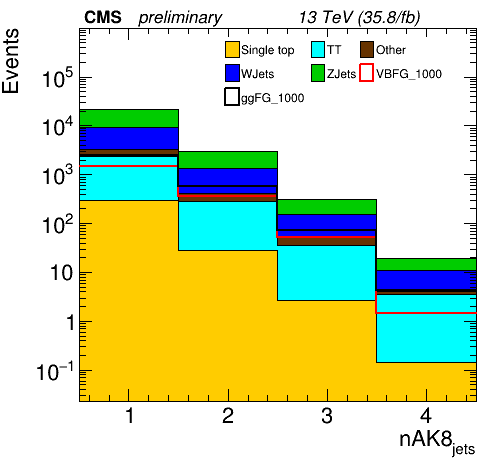 CMS preliminary 13 TeV (35.8/fb)
Events
Single top TT Other
WJets ZJets VBFG_1000
ggFG_1000
10^5
10^4
10^3
10^2
10
1
10^−1
1 2 3 4
nAK8_jets